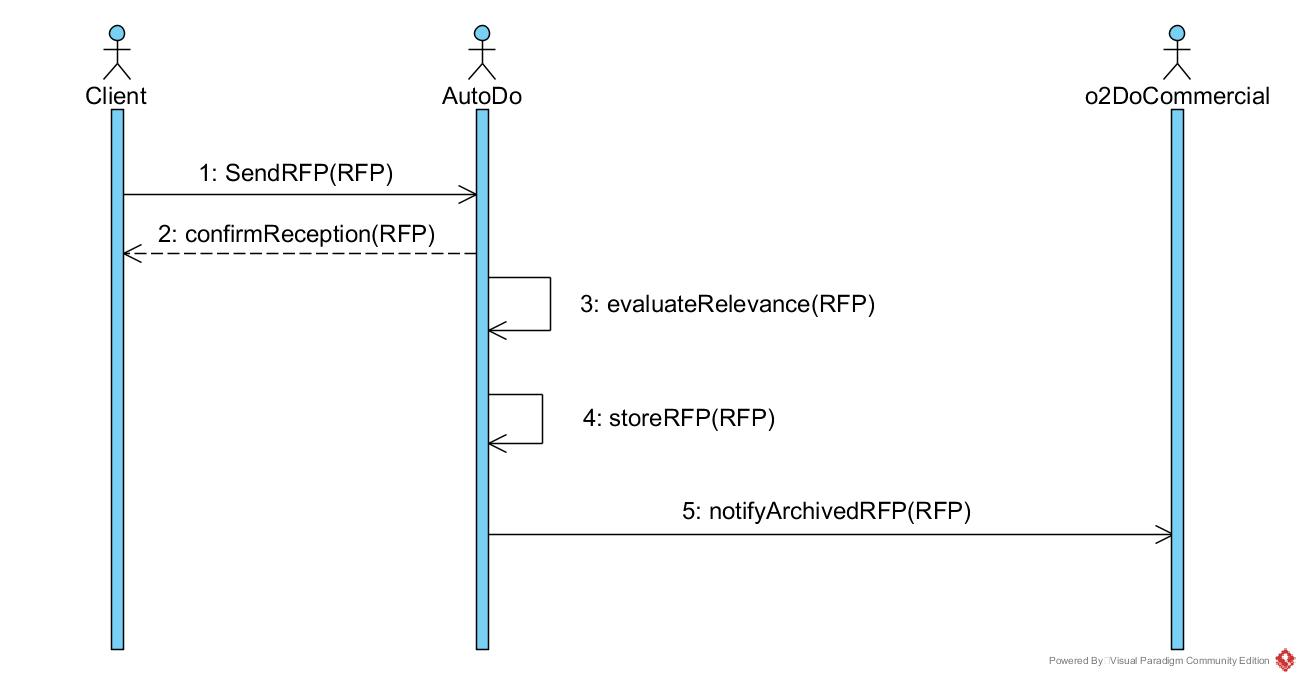 Client
AutoDo
o2DoCommercial
1: SendRFP(RFP)
2: confirmReception(RFP)
3: evaluateRelevance(RFP)
4: storeRFP(RFP)
5: notifyArchivedRFP(RFP)
Powered By Visual Paradigm Community Edition